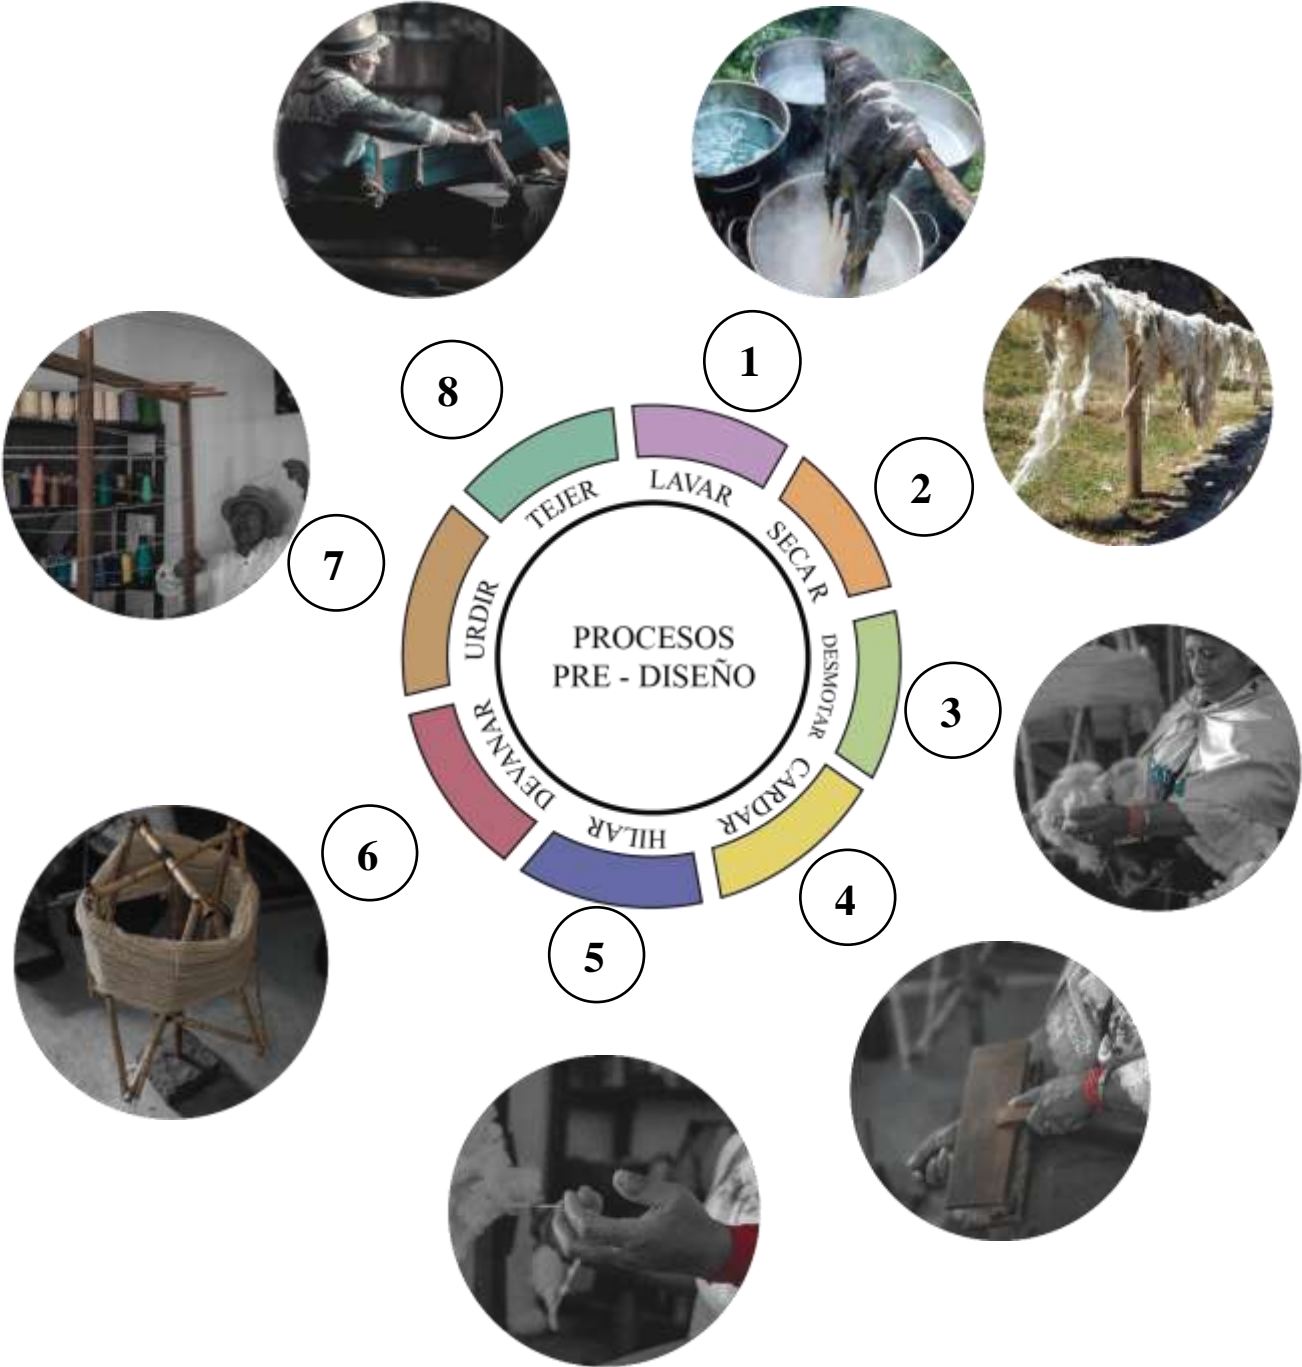 PROCESOS
PRE - DISEÑO
1
LAVAR
2
SECAR
3
DESMOTAR
4
CARDAR
5
HILAR
6
DEVANAR
7
URDIR
8
TEJER